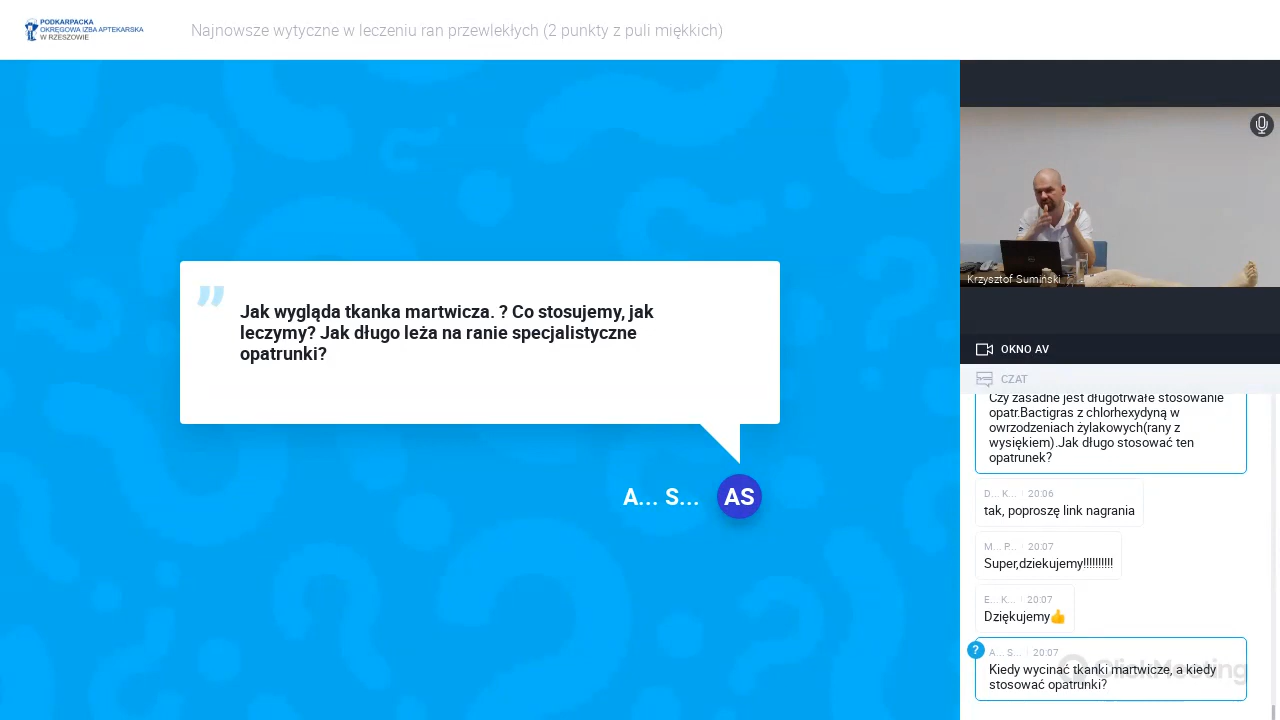 PODKARPACKA
OKRĘGOWA IZBA APTEKARSKA
W RZESZOWIE
Najnowsze wytyczne w leczeniu ran przewlekłych (2 punkty z puli miękkich)
Jak wygląda tkanka martwicza. ? Co stosujemy, jak
leczymy? Jak długo leża na ranie specjalistyczne
opatrunki?
A... S...
AS
Krzysztof Sumiński
OKNO AV
CZAT
Czy zasadne jest długotrwałe stosowanie
opatr.Bactigras z chlorhexydyną w
owrzodzeniach żylakowych(rany z
wysiękiem).Jak długo stosować ten
opatrunek?
D... K... 20:06
tak, poproszę link nagrania
M... P... 20:07
Super,dziekujemy!!!!!!!!!!
E... K... 20:07
Dziękujemy👍
? A... S... 20:07
Kiedy wycinać tkanki martwicze, a kiedy
stosować opatrunki?
ClickMeeting